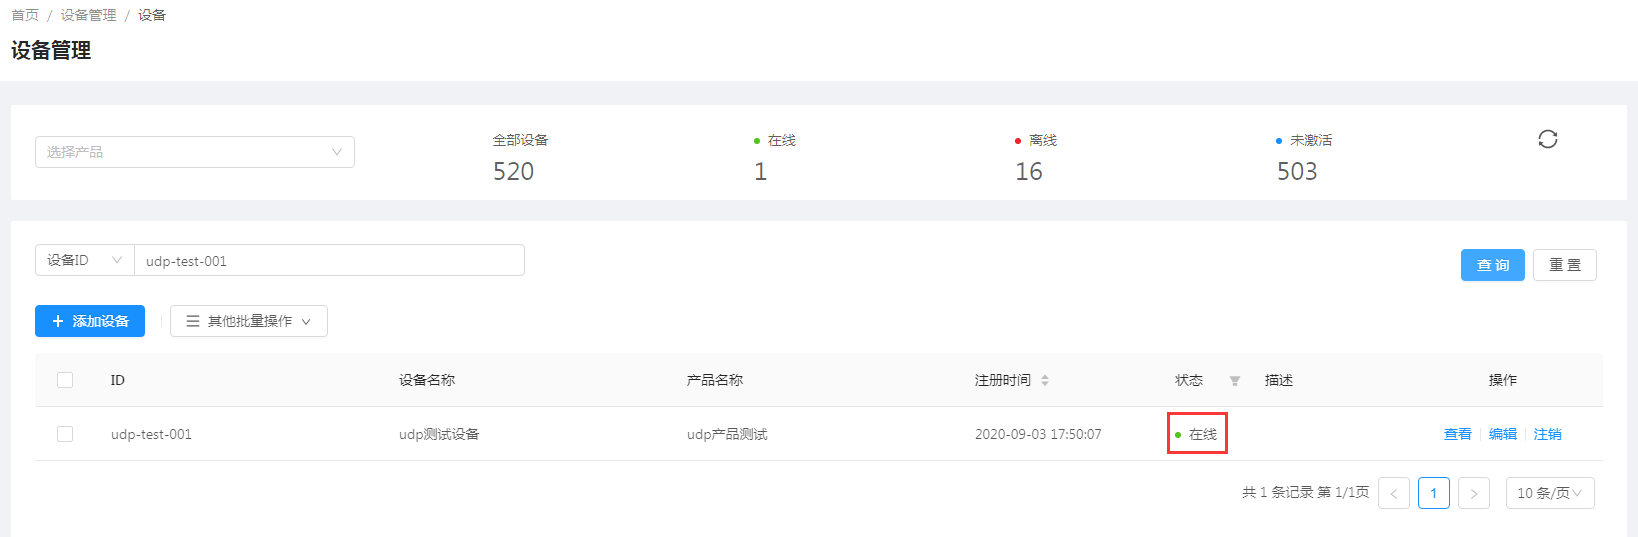 首页 / 设备管理 / 设备
设备管理
选择产品
全部设备 在线 离线 未激活
520 1 16 503
设备ID udp-test-001 查 询 重 置
+ 添加设备 其他批量操作
ID 设备名称 产品名称 注册时间 状态 描述 操作
udp-test-001 udp测试设备 udp产品测试 2020-09-03 17:50:07 在线 查看 编辑 注销
共 1 条记录 第 1/1页 < 1 > 10 条/页